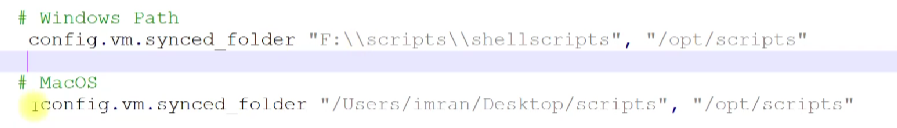 # Windows Path
config.vm.synced_folder "F:\\scripts\\shellscripts", "/opt/scripts"
# MacOS
config.vm.synced_folder "/Users/imran/Desktop/scripts", "/opt/scripts"